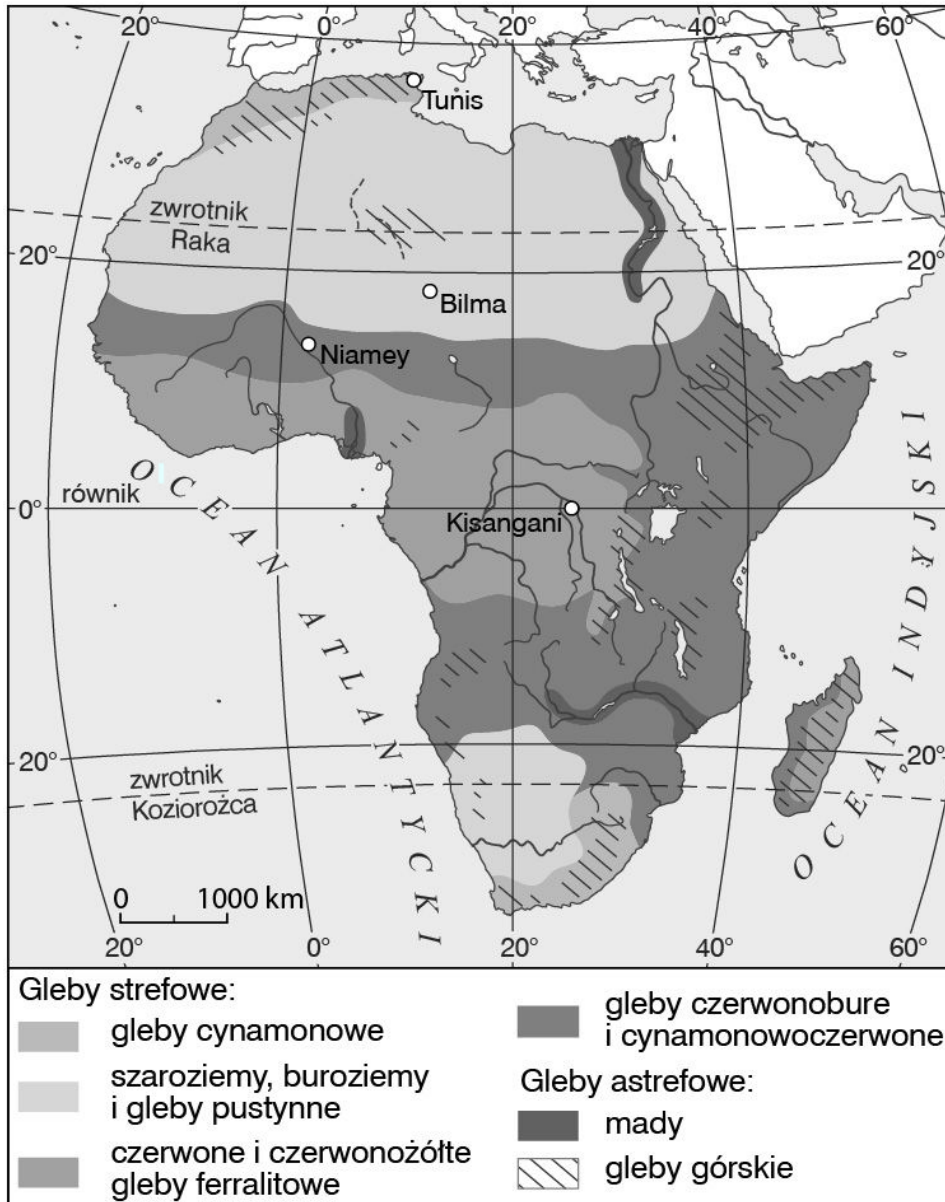 20°
0°
20°
40°
60°
Tunis
zwrotnik
Raka
20°
20°
Bilma
Niamey
OCEAN ATLANTYCKI
równik
0°
Kisangani
OCEAN INDYJSKI
20°
20°
zwrotnik
Koziorożca
0 1000 km
20°
0°
20°
40°
60°
Gleby strefowe:
gleby cynamonowe
szaroziemy, buroziemy
i gleby pustynne
czerwone i czerwonożółte
gleby ferralitowe
gleby czerwonobure
i cynamonowoczerwone
Gleby astrefowe:
mady
gleby górskie